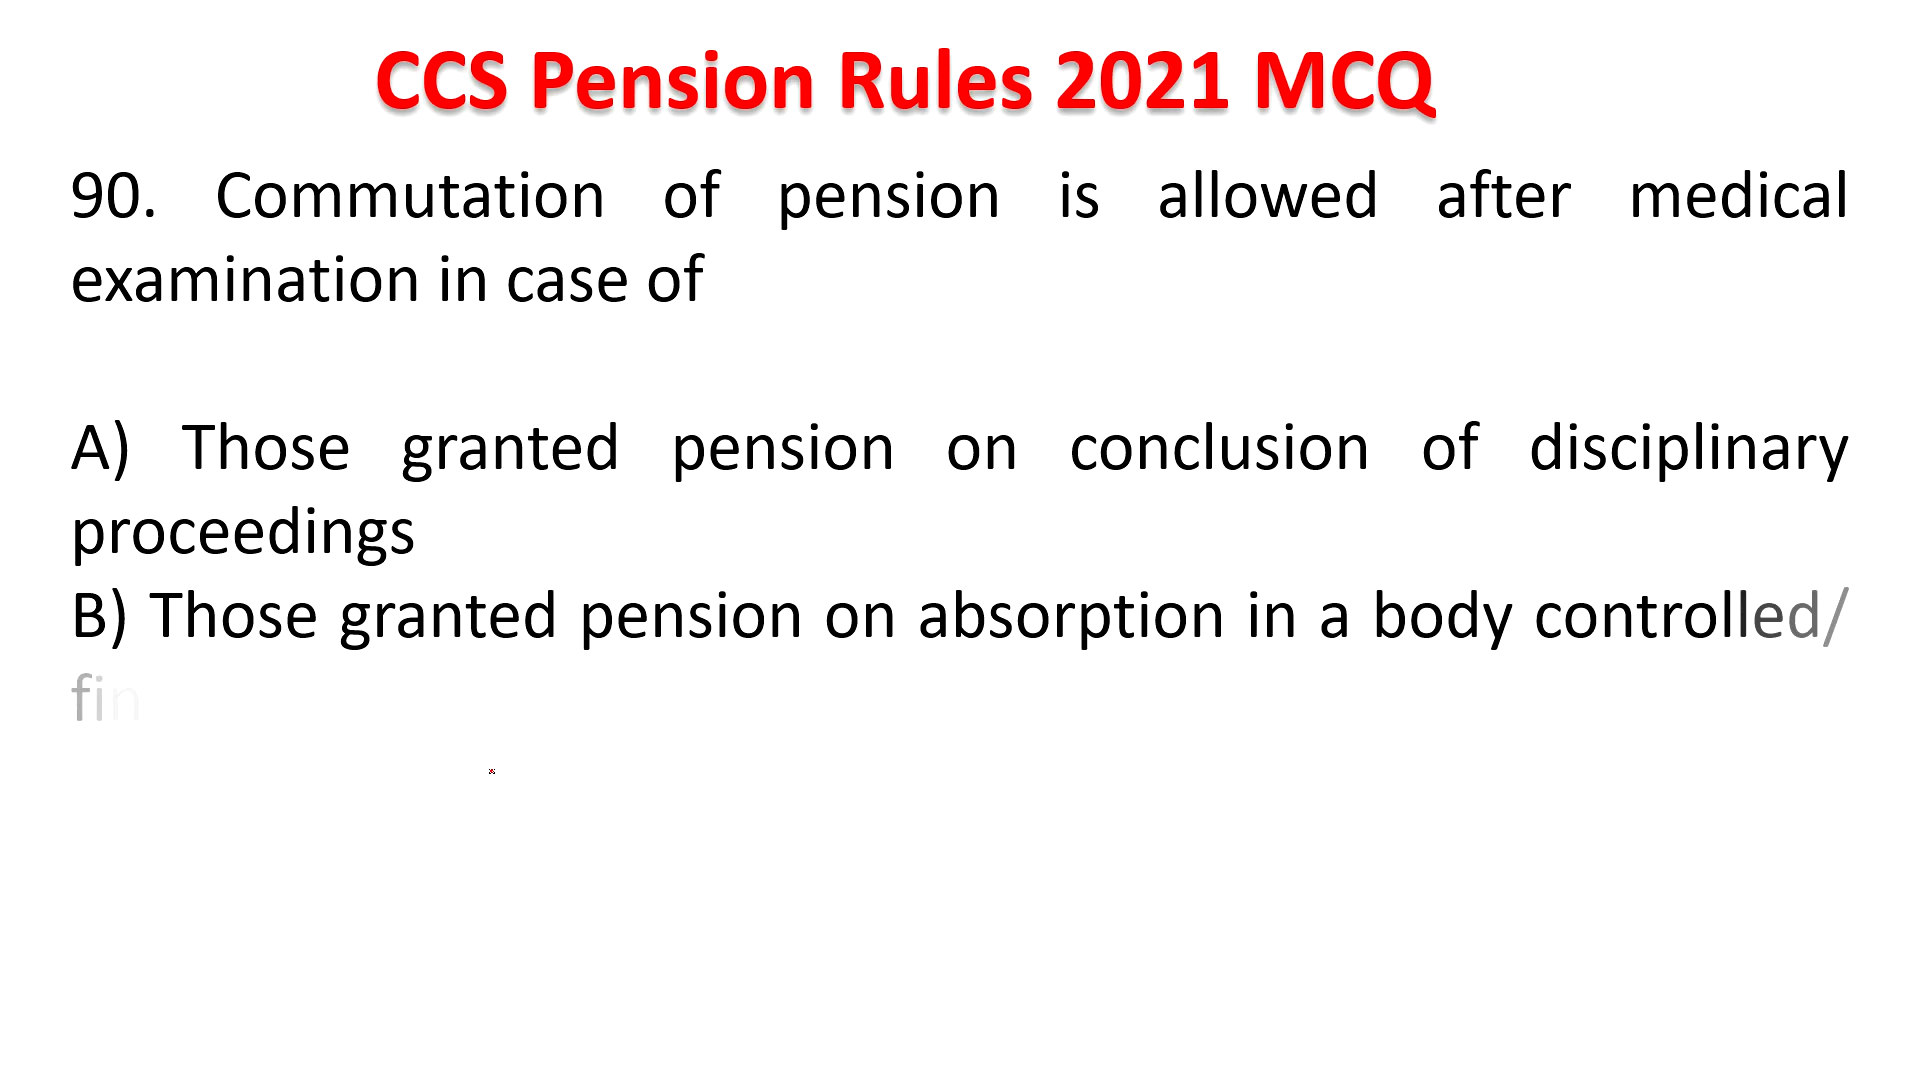 CCS Pension Rules 2021 MCQ
90. Commutation of pension is allowed after medical
examination in case of
A) Those granted pension on conclusion of disciplinary
proceedings
B) Those granted pension on absorption in a body controlled/
fin